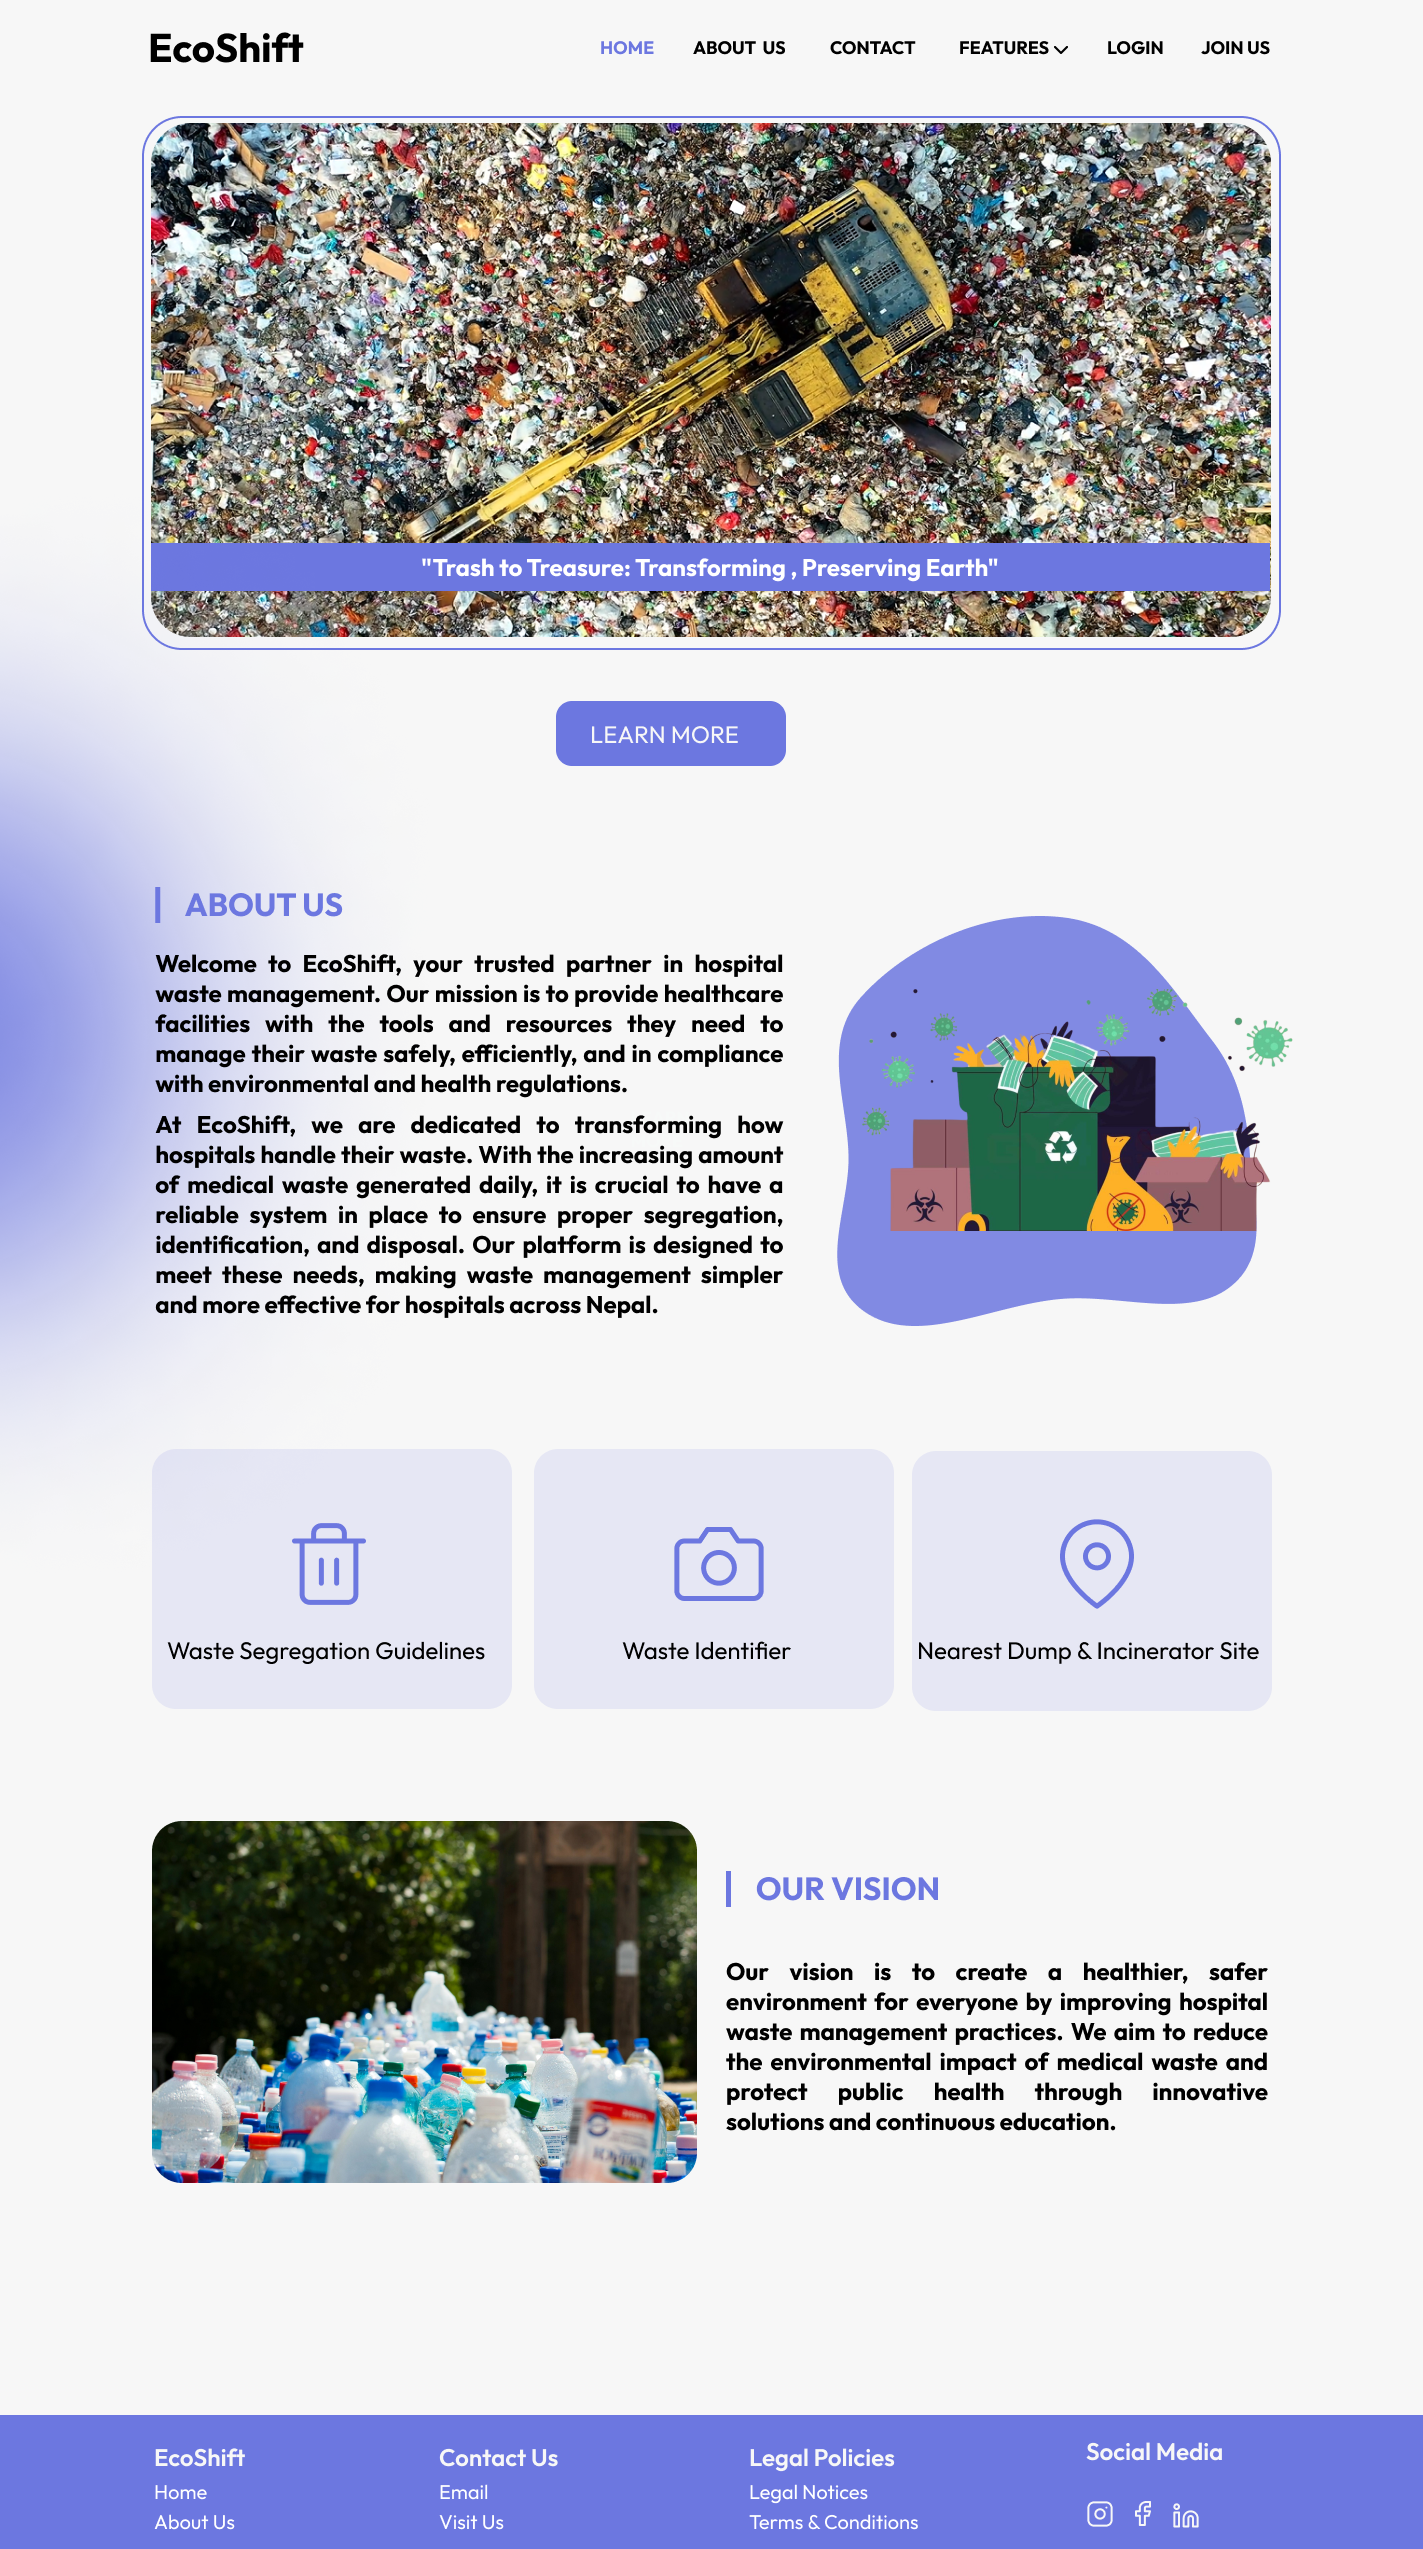 EcoShift
HOME ABOUT US CONTACT FEATURES LOGIN JOIN US
"Trash to Treasure: Transforming , Preserving Earth"
LEARN MORE
ABOUT US
Welcome to EcoShift, your trusted partner in hospital
waste management. Our mission is to provide healthcare
facilities with the tools and resources they need to
manage their waste safely, efficiently, and in compliance
with environmental and health regulations.
At EcoShift, we are dedicated to transforming how
hospitals handle their waste. With the increasing amount
of medical waste generated daily, it is crucial to have a
reliable system in place to ensure proper segregation,
identification, and disposal. Our platform is designed to
meet these needs, making waste management simpler
and more effective for hospitals across Nepal.
Waste Segregation Guidelines
Waste Identifier
Nearest Dump & Incinerator Site
OUR VISION
Our vision is to create a healthier, safer
environment for everyone by improving hospital
waste management practices. We aim to reduce
the environmental impact of medical waste and
protect public health through innovative
solutions and continuous education.
EcoShift
Home
About Us
Contact Us
Email
Visit Us
Legal Policies
Legal Notices
Terms & Conditions
Social Media